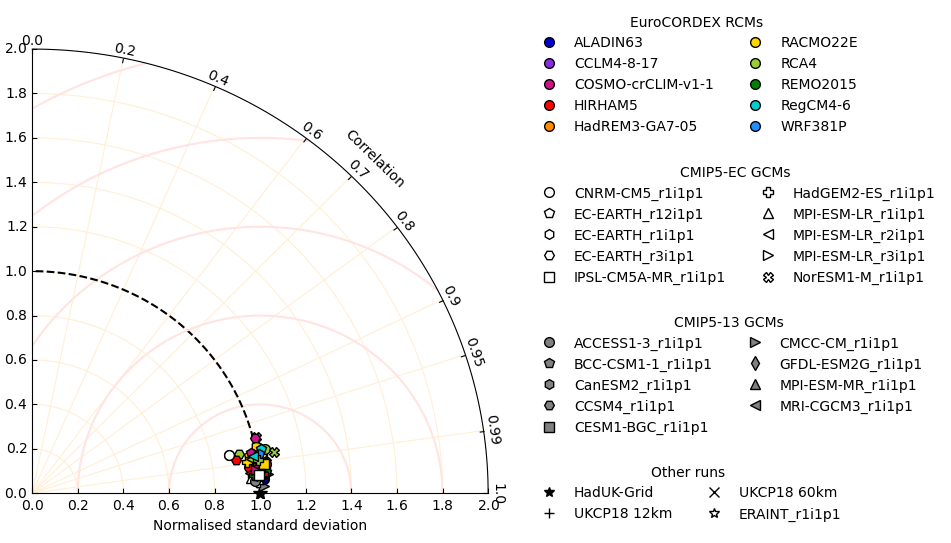 0.0
0.2
0.4
0.6
0.7
0.8
0.9
0.95
0.99
1.0
Correlation
2.0
1.8
1.6
1.4
1.2
1.0
0.8
0.6
0.4
0.2
0.0
0.0 0.2 0.4 0.6 0.8 1.0 1.2 1.4 1.6 1.8 2.0
Normalised standard deviation
EuroCORDEX RCMs
ALADIN63 RACMO22E
CCLM4-8-17 RCA4
COSMO-crCLIM-v1-1 REMO2015
HIRHAM5 RegCM4-6
HadREM3-GA7-05 WRF381P
CMIP5-EC GCMs
CNRM-CM5_r1i1p1 HadGEM2-ES_r1i1p1
EC-EARTH_r12i1p1 MPI-ESM-LR_r1i1p1
EC-EARTH_r1i1p1 MPI-ESM-LR_r2i1p1
EC-EARTH_r3i1p1 MPI-ESM-LR_r3i1p1
IPSL-CM5A-MR_r1i1p1 NorESM1-M_r1i1p1
CMIP5-13 GCMs
ACCESS1-3_r1i1p1 CMCC-CM_r1i1p1
BCC-CSM1-1_r1i1p1 GFDL-ESM2G_r1i1p1
CanESM2_r1i1p1 MPI-ESM-MR_r1i1p1
CCSM4_r1i1p1 MRI-CGCM3_r1i1p1
CESM1-BGC_r1i1p1
Other runs
HadUK-Grid UKCP18 60km
UKCP18 12km ERAINT_r1i1p1